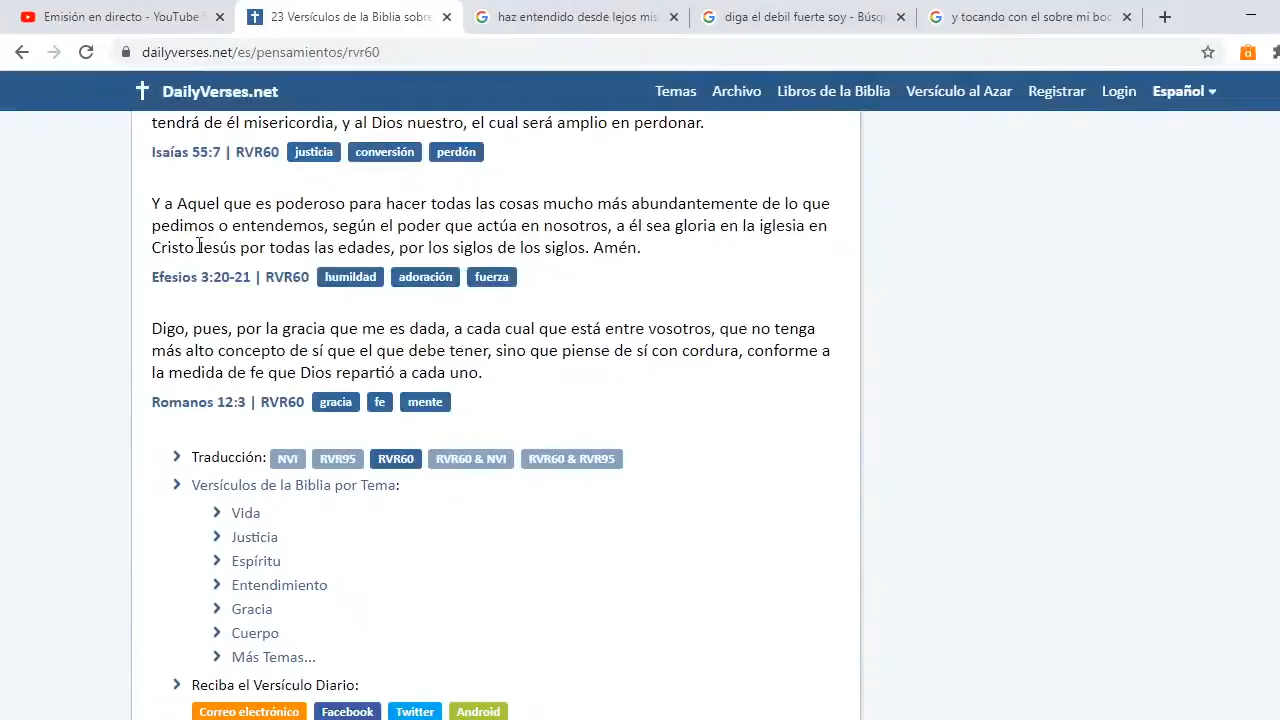 Emisión en directo - YouTube
23 Versículos de la Biblia sobre
haz entendido desde lejos mis
diga el debil fuerte soy - Búsqu
y tocando con el sobre mi boc
dailyverses.net/es/pensamientos/rvr60
DailyVerses.net
Temas Archivo Libros de la Biblia Versículo al Azar Registrar Login Español
tendrá de él misericordia, y al Dios nuestro, el cual será amplio en perdonar.
Isaías 55:7 | RVR60 justicia conversión perdón
Y a Aquel que es poderoso para hacer todas las cosas mucho más abundantemente de lo que
pedimos o entendemos, según el poder que actúa en nosotros, a él sea gloria en la iglesia en
Cristo Jesús por todas las edades, por los siglos de los siglos. Amén.
Efesios 3:20-21 | RVR60 humildad adoración fuerza
Digo, pues, por la gracia que me es dada, a cada cual que está entre vosotros, que no tenga
más alto concepto de sí que el que debe tener, sino que piense de sí con cordura, conforme a
la medida de fe que Dios repartió a cada uno.
Romanos 12:3 | RVR60 gracia fe mente
Traducción: NVI RVR95 RVR60 RVR60 & NVI RVR60 & RVR95
Versículos de la Biblia por Tema:
Vida
Justicia
Espíritu
Entendimiento
Gracia
Cuerpo
Más Temas...
Reciba el Versículo Diario:
Correo electrónico Facebook Twitter Android